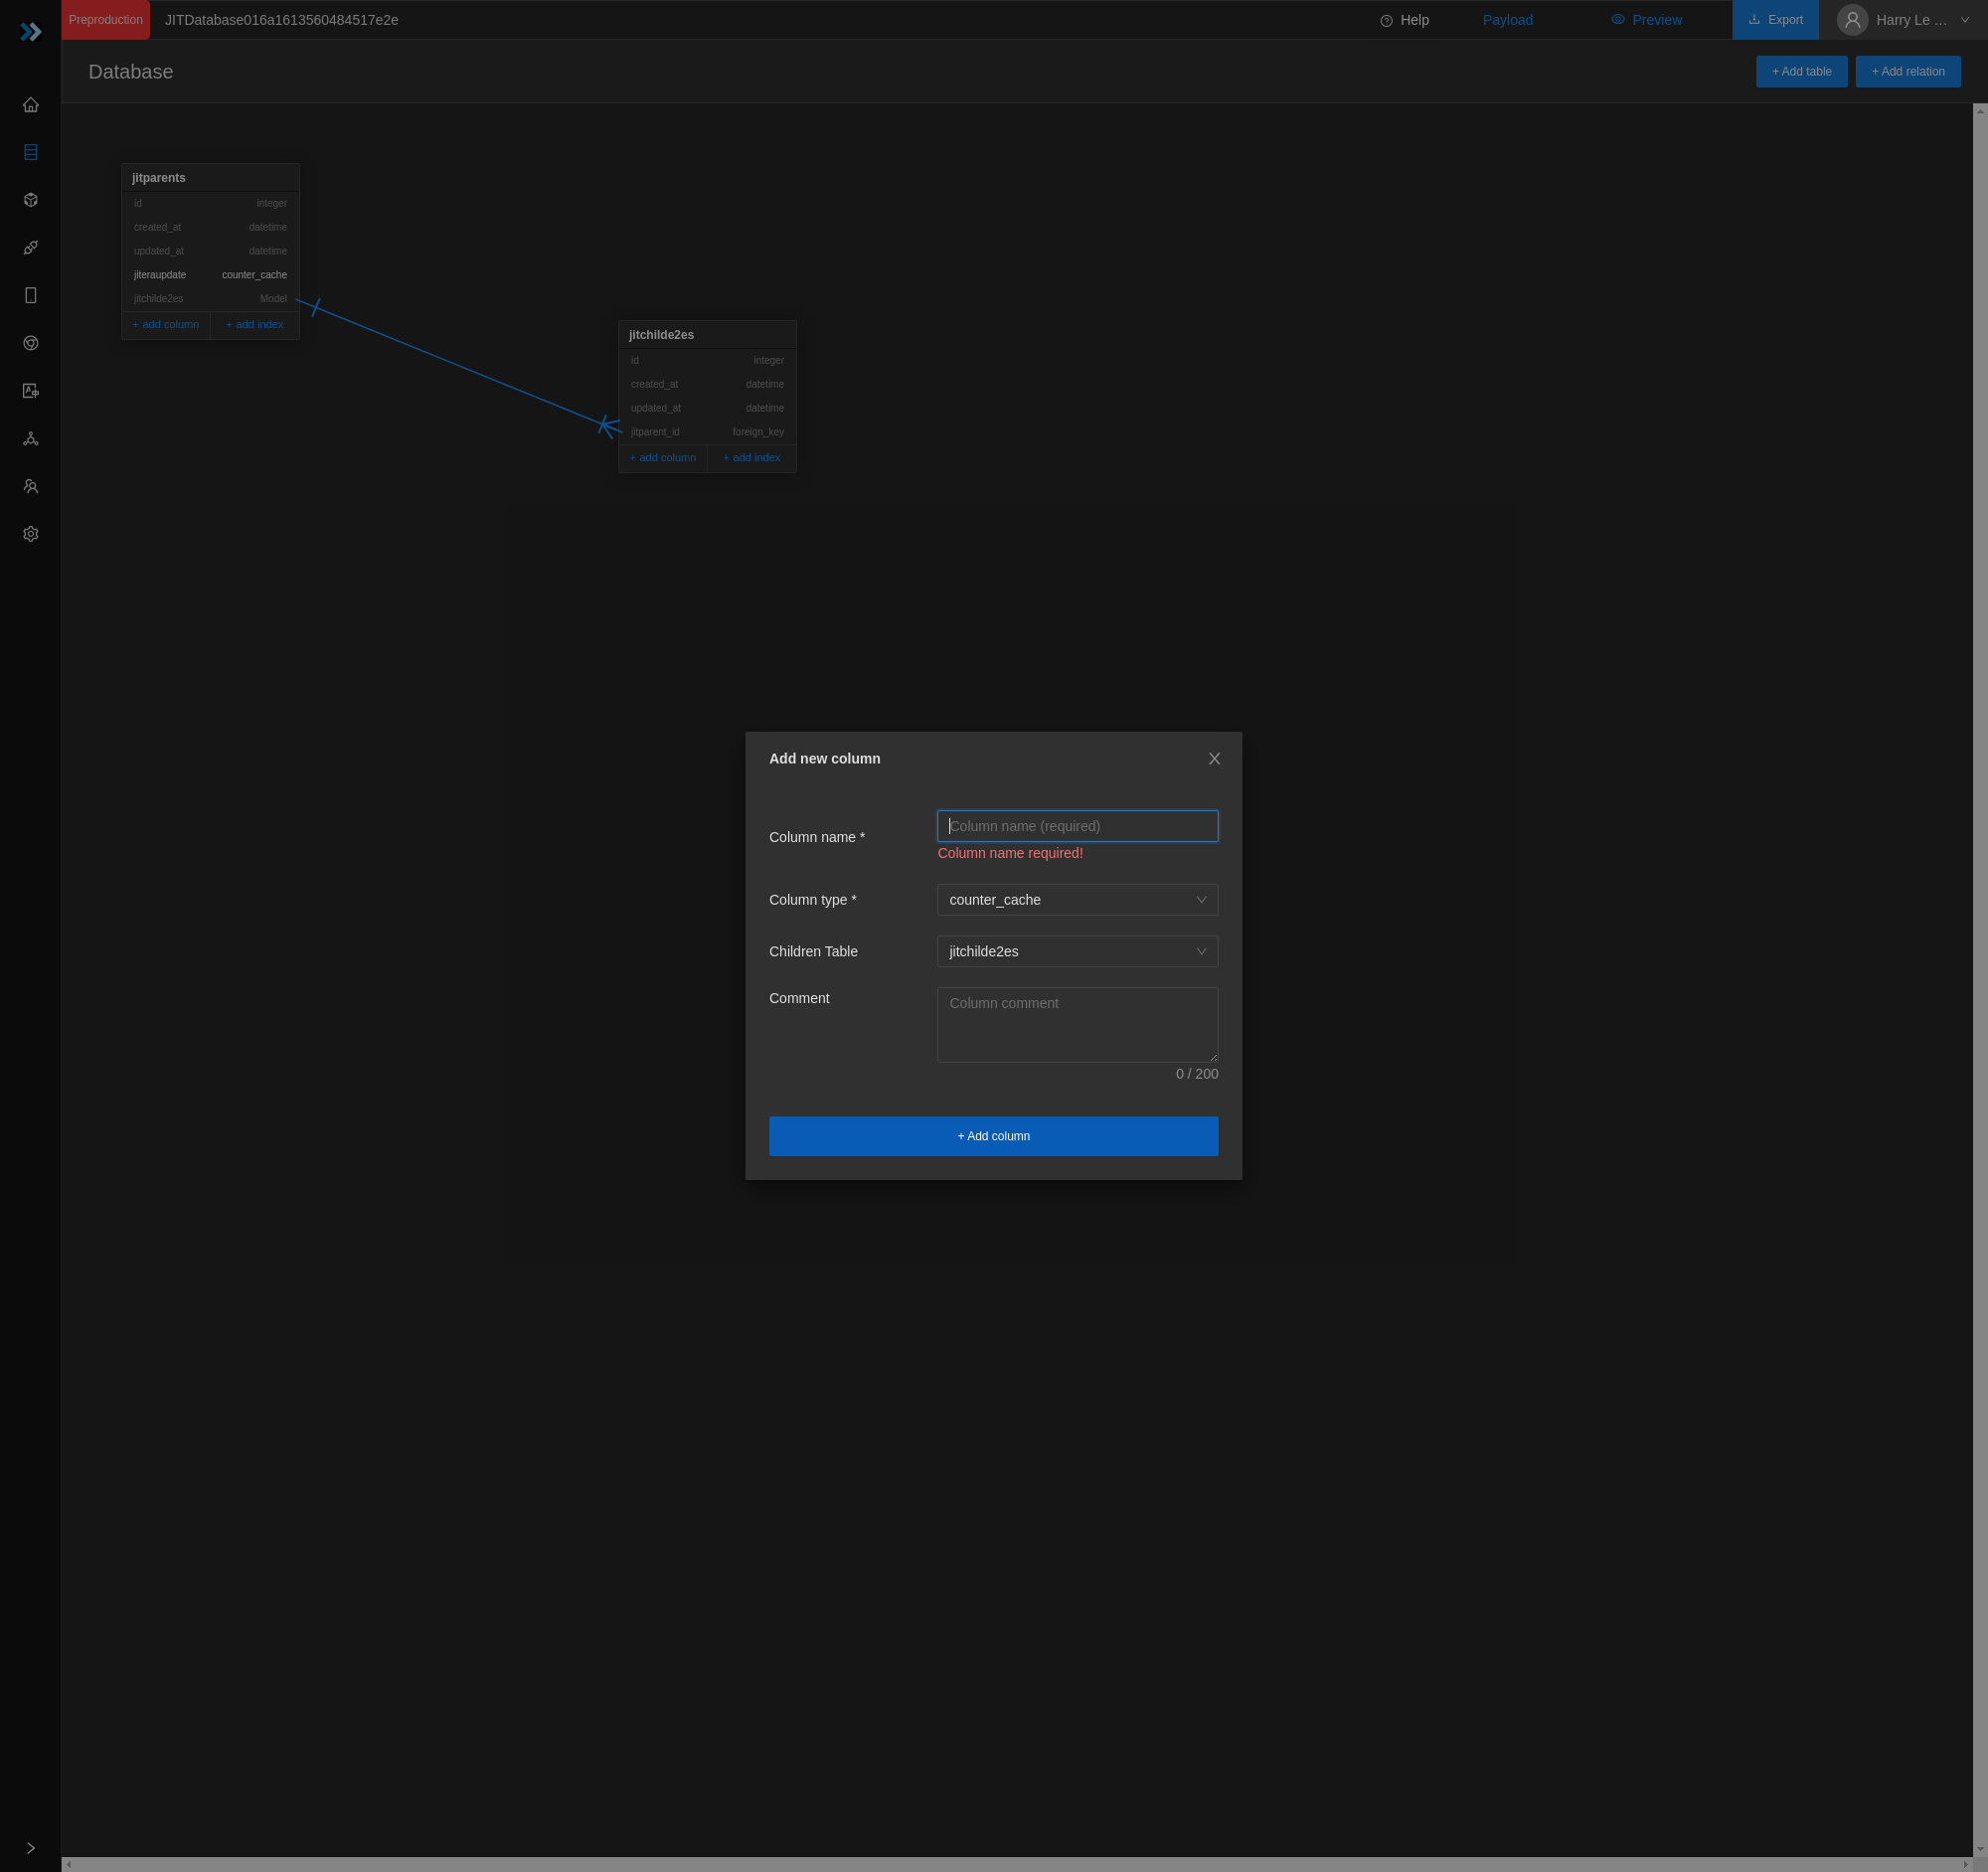 Preproduction JITDatabase016a1613560484517e2e Help Payload Preview Export Harry Le ...
Database + Add table + Add relation
jitparents
id integer
created_at datetime
updated_at datetime
jiteraupdate counter_cache
jitchilde2es Model
+ add column + add index
jitchilde2es
id integer
created_at datetime
updated_at datetime
jitparent_id foreign_key
+ add column + add index
Add new column
Column name * Column name (required)
Column name required!
Column type * counter_cache
Children Table jitchilde2es
Comment Column comment
0 / 200
+ Add column